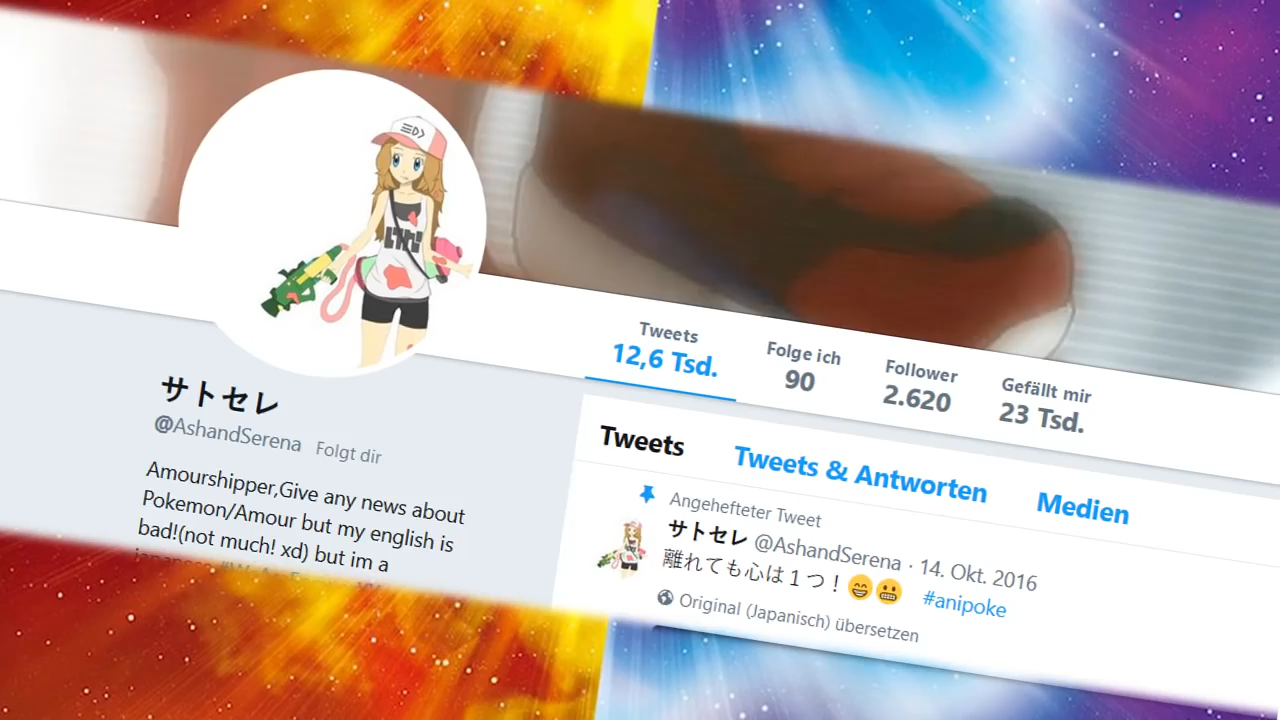 Tweets
12,6 Tsd.
Folge ich
90
Follower
2.620
Gefällt mir
23 Tsd.
サトセレ
@AshandSerena Folgt dir
Amourshipper,Give any news about
Pokemon/Amour but my english is
bad!(not much! xd) but im a
Tweets
Tweets & Antworten
Medien
Angehefteter Tweet
サトセレ @AshandSerena · 14. Okt. 2016
離れても心は１つ！😄😬 #anipoke
Original (Japanisch) übersetzen